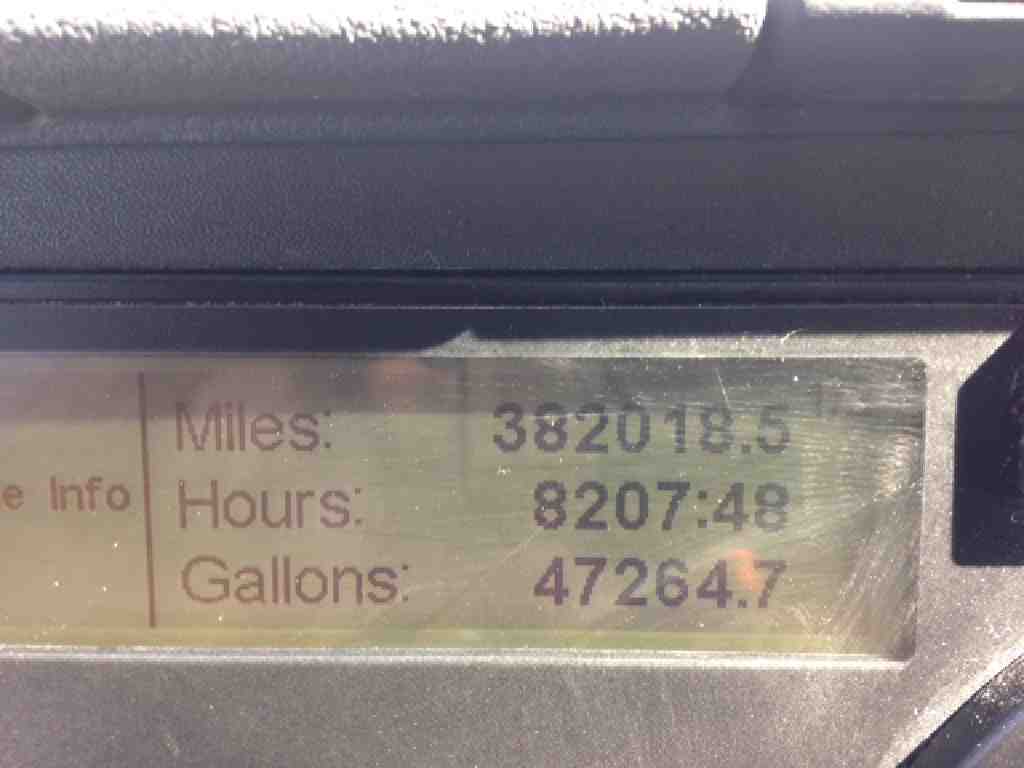 e Info
Miles: 382018.5
Hours: 8207:48
Gallons: 47264.7